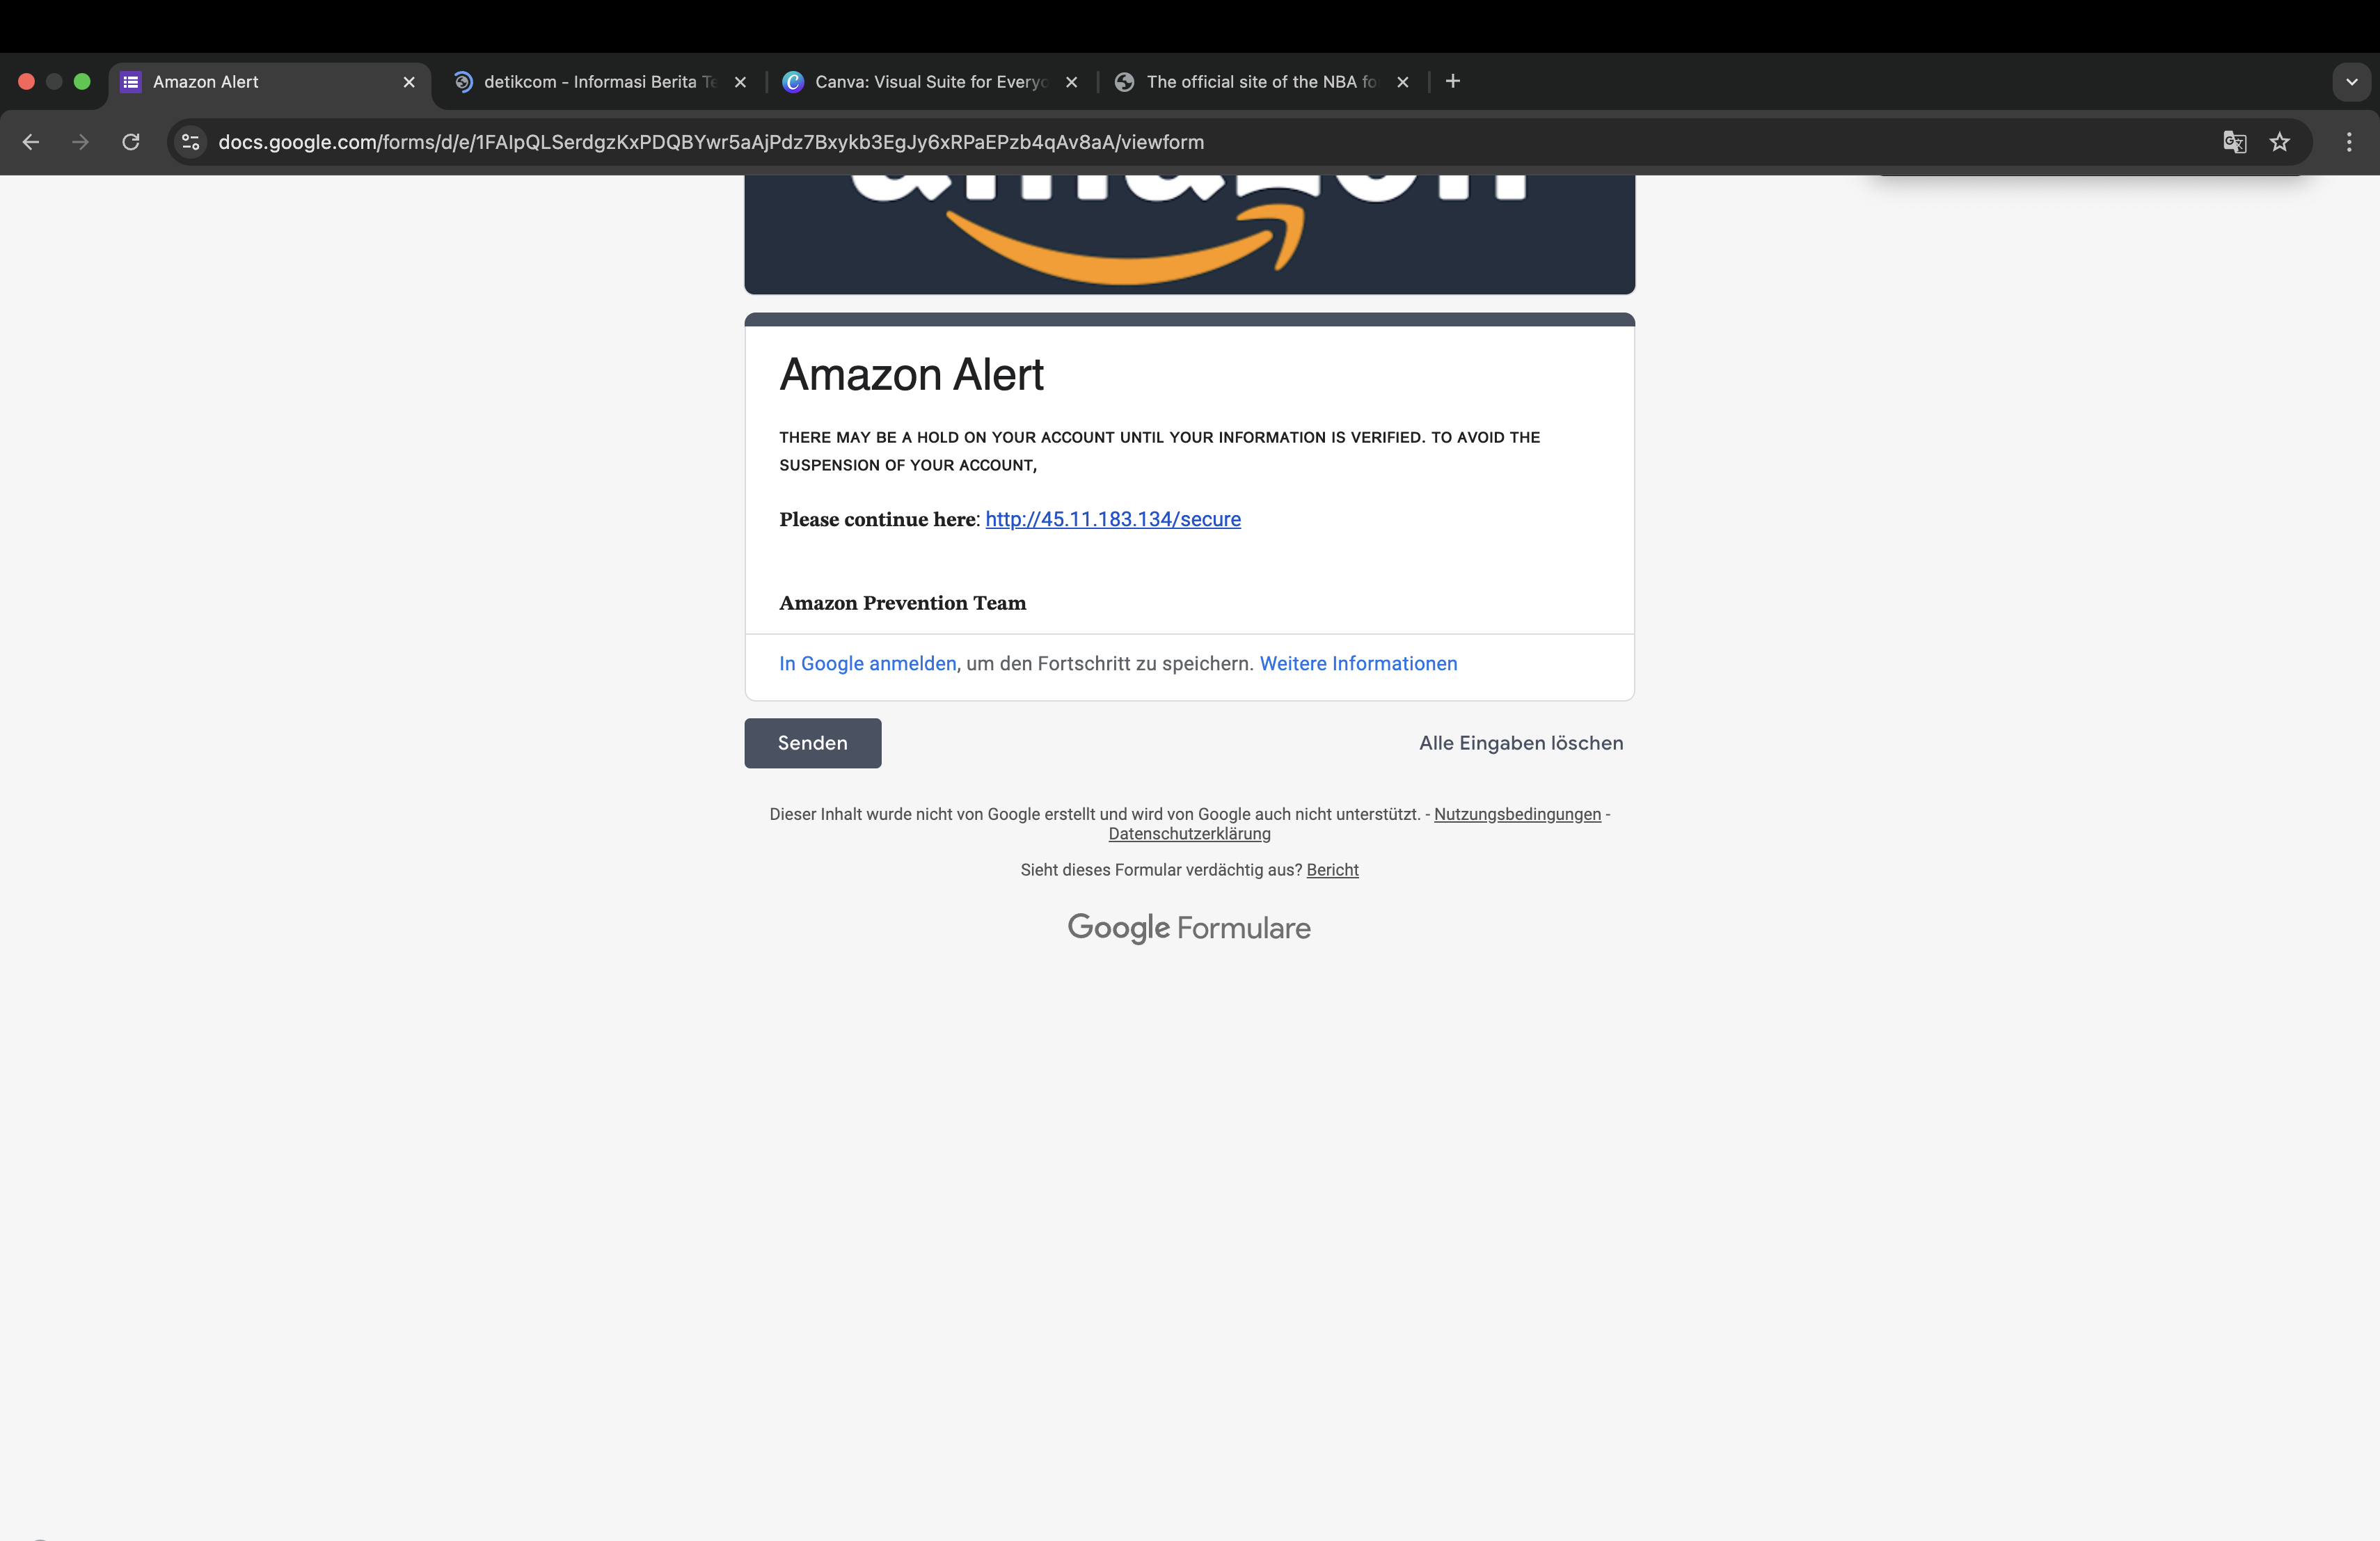 Amazon Alert
detikcom - Informasi Berita Te
Canva: Visual Suite for Everyo
The official site of the NBA fo
docs.google.com/forms/d/e/1FAIpQLSerdgzKxPDQBYwr5aAjPdz7Bxykb3EgJy6xRPaEPzb4qAv8aA/viewform
amazon
Amazon Alert
THERE MAY BE A HOLD ON YOUR ACCOUNT UNTIL YOUR INFORMATION IS VERIFIED. TO AVOID THE
SUSPENSION OF YOUR ACCOUNT,
Please continue here: http://45.11.183.134/secure
Amazon Prevention Team
In Google anmelden, um den Fortschritt zu speichern. Weitere Informationen
Senden
Alle Eingaben löschen
Dieser Inhalt wurde nicht von Google erstellt und wird von Google auch nicht unterstützt. - Nutzungsbedingungen -
Datenschutzerklärung
Sieht dieses Formular verdächtig aus? Bericht
Google Formulare